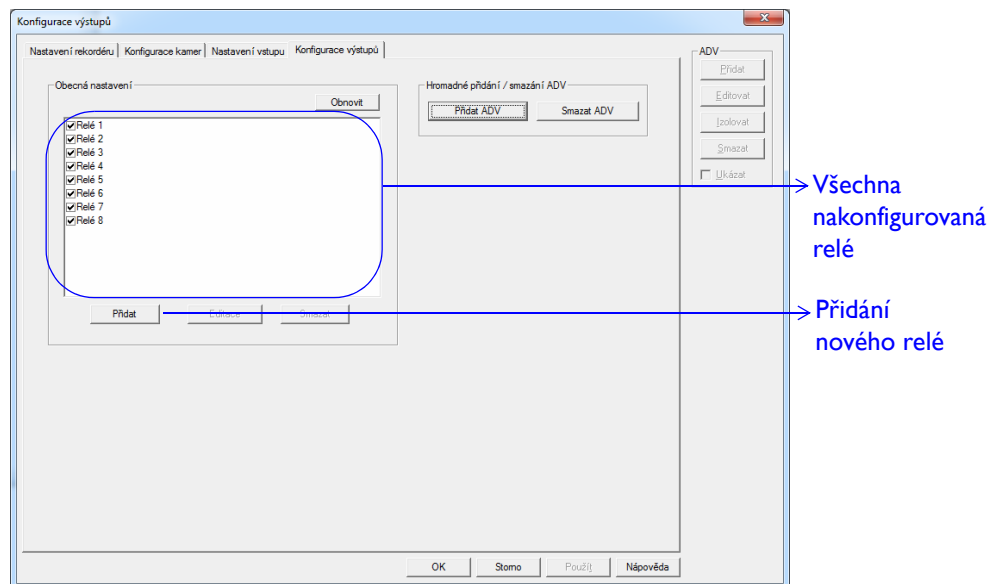 Konfigurace výstupů
Nastavení rekordéru Konfigurace kamer Nastavení vstupu Konfigurace výstupů
Obecná nastavení
Obnovit
Relé 1
Relé 2
Relé 3
Relé 4
Relé 5
Relé 6
Relé 7
Relé 8
Přidat Editace Smazat
Hromadné přidání / smazání ADV
Přidat ADV Smazat ADV
ADV
Přidat
Editovat
Izolovat
Smazat
Ukázat
Všechna
nakonfigurovaná
relé
Přidání
nového relé
OK Storno Použít Nápověda